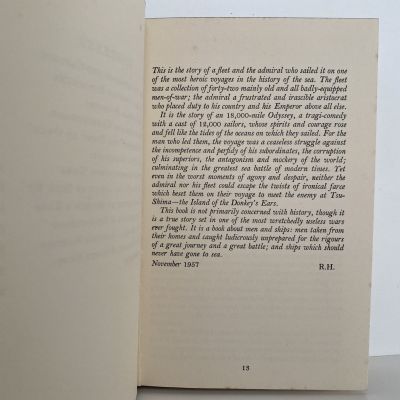 This is the story of a fleet and the admiral who sailed it on one
of the most heroic voyages in the history of the sea. The fleet
was a collection of forty-two mainly old and all badly-equipped
men-of-war; the admiral a frustrated and irascible aristocrat
who placed duty to his country and his Emperor above all else.
It is the story of an 18,000-mile Odyssey, a tragi-comedy
with a cast of 12,000 sailors, whose spirits and courage rose
and fell like the tides of the oceans on which they sailed. For the
man who led them, the voyage was a ceaseless struggle against
the incompetence and perfidy of his subordinates, the corruption
of his superiors, the antagonism and mockery of the world;
culminating in the greatest sea battle of modern times. Yet
even in the worst moments of agony and despair, neither the
admiral nor his fleet could escape the twists of ironical farce
which beset them on their voyage to meet the enemy at Tsu-
Shima—the Island of the Donkey's Ears.
This book is not primarily concerned with history, though it
is a true story set in one of the most wretchedly useless wars
ever fought. It is a book about men and ships: men taken from
their homes and caught ludicrously unprepared for the rigours
of a great journey and a great battle; and ships which should
never have gone to sea.
November 1957 R.H.
13